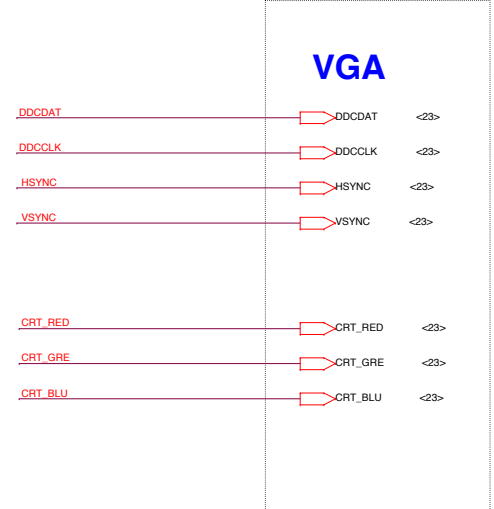 VGA
DDCDAT DDCDAT <23>
DDCCLK DDCCLK <23>
HSYNC HSYNC <23>
VSYNC VSYNC <23>
CRT_RED CRT_RED <23>
CRT_GRE CRT_GRE <23>
CRT_BLU CRT_BLU <23>